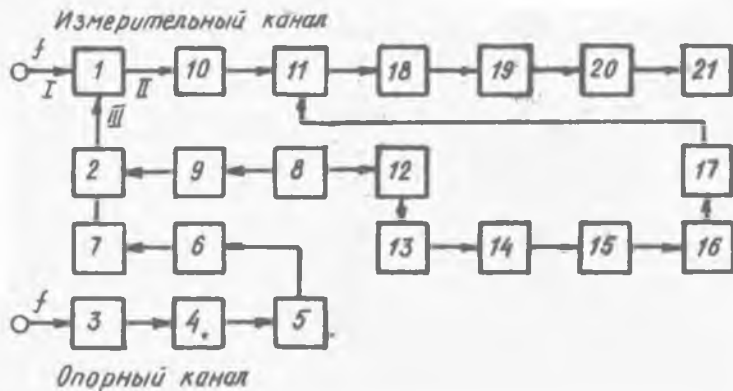 Измерительный канал
f
I 1 II 10 11 18 19 20 21
III
2 9 8 12 17
7 6 13 14 15 16
f
3 4 5
Опорный канал